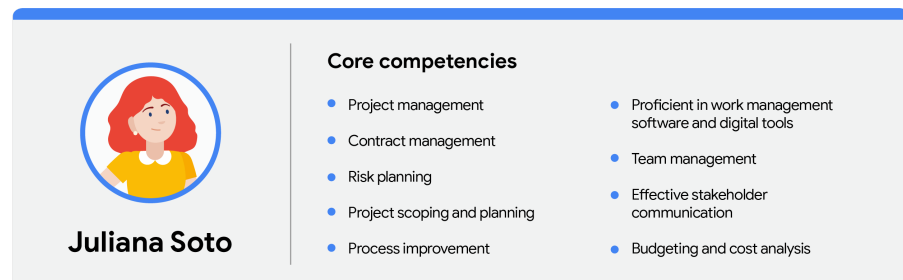 Juliana Soto
Core competencies
Project management
Contract management
Risk planning
Project scoping and planning
Process improvement
Proficient in work management
software and digital tools
Team management
Effective stakeholder
communication
Budgeting and cost analysis